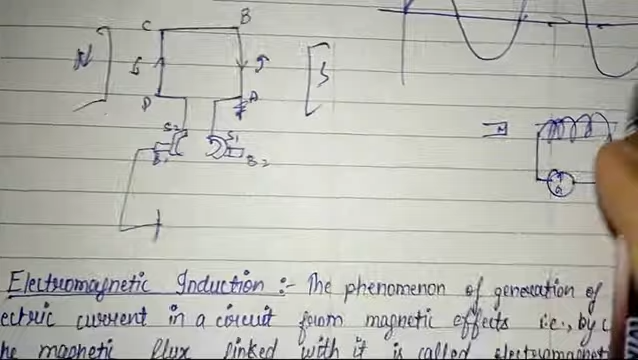 C B
N S
D A
S2 S1
B1 B2
N
G
Electromagnetic Induction :- The phenomenon of generation of
ectric current in a circuit from magnetic effects i.e., by c
he magnetic flux linked with it is called electromagnet